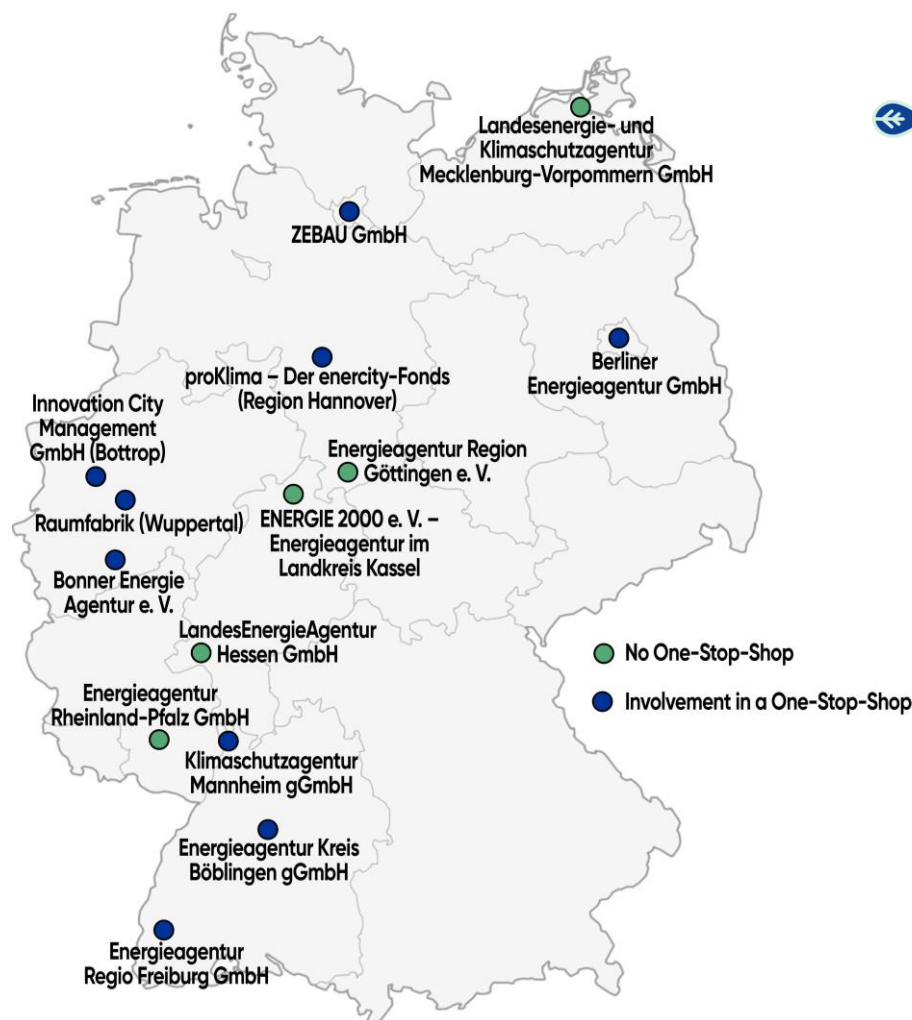 Landesenergie- und
Klimaschutzagentur
Mecklenburg-Vorpommern GmbH
ZEBAU GmbH
Berliner
Energieagentur GmbH
proKlima – Der enercity-Fonds
(Region Hannover)
Innovation City
Management
GmbH (Bottrop)
Energieagentur Region
Göttingen e. V.
Raumfabrik (Wuppertal)
ENERGIE 2000 e. V. –
Energieagentur im
Landkreis Kassel
Bonner Energie
Agentur e. V.
LandesEnergieAgentur
Hessen GmbH
No One-Stop-Shop
Involvement in a One-Stop-Shop
Energieagentur
Rheinland-Pfalz GmbH
Klimaschutzagentur
Mannheim gGmbH
Energieagentur Kreis
Böblingen gGmbH
Energieagentur
Regio Freiburg GmbH